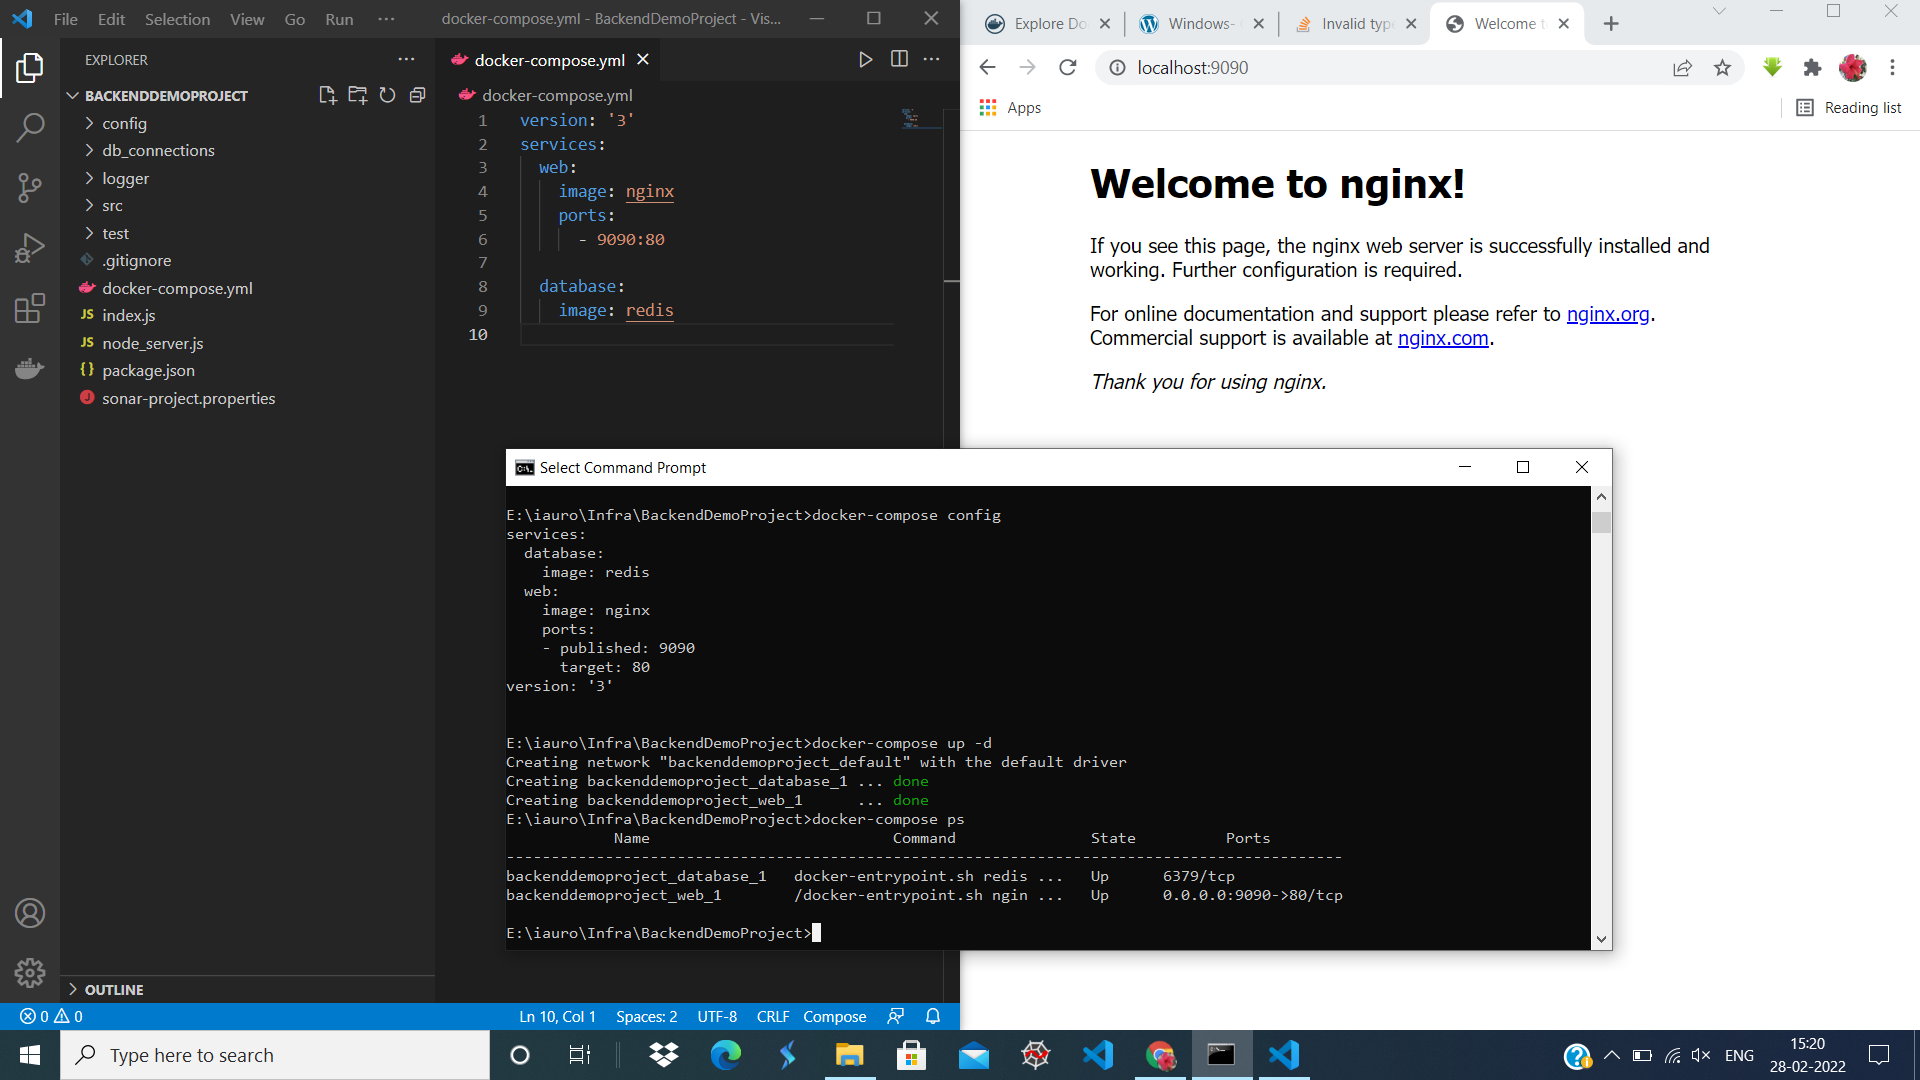 File Edit Selection View Go Run ··· docker-compose.yml - BackendDemoProject - Vis...
EXPLORER ···
BACKENDDEMOPROJECT
config
db_connections
logger
src
test
.gitignore
docker-compose.yml
JS index.js
JS node_server.js
{} package.json
sonar-project.properties
OUTLINE
docker-compose.yml
docker-compose.yml
1 version: '3'
2 services:
3 web:
4 image: nginx
5 ports:
6 - 9090:80
7
8 database:
9 image: redis
10
0 0 Ln 10, Col 1 Spaces: 2 UTF-8 CRLF Compose
Explore Do Windows- Invalid type Welcome t
localhost:9090
Apps Reading list
Welcome to nginx!
If you see this page, the nginx web server is successfully installed and
working. Further configuration is required.
For online documentation and support please refer to nginx.org.
Commercial support is available at nginx.com.
Thank you for using nginx.
Select Command Prompt
E:\iauro\Infra\BackendDemoProject>docker-compose config
services:
database:
image: redis
web:
image: nginx
ports:
- published: 9090
target: 80
version: '3'
E:\iauro\Infra\BackendDemoProject>docker-compose up -d
Creating network "backenddemoproject_default" with the default driver
Creating backenddemoproject_database_1 ... done
Creating backenddemoproject_web_1 ... done
E:\iauro\Infra\BackendDemoProject>docker-compose ps
Name Command State Ports
---------------------------------------------------------------------------------------------
backenddemoproject_database_1 docker-entrypoint.sh redis ... Up 6379/tcp
backenddemoproject_web_1 /docker-entrypoint.sh ngin ... Up 0.0.0.0:9090->80/tcp
E:\iauro\Infra\BackendDemoProject>
Type here to search
ENG
15:20
28-02-2022